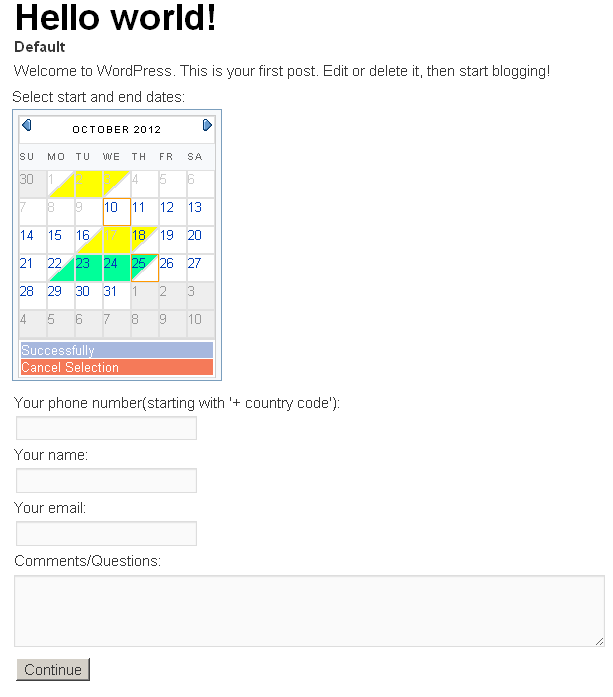 Hello world!
Default
Welcome to WordPress. This is your first post. Edit or delete it, then start blogging!
Select start and end dates:
OCTOBER 2012
SU MO TU WE TH FR SA
30 1 2 3 4 5 6
7 8 9 10 11 12 13
14 15 16 17 18 19 20
21 22 23 24 25 26 27
28 29 30 31 1 2 3
4 5 6 7 8 9 10
Successfully
Cancel Selection
Your phone number(starting with '+ country code'):
Your name:
Your email:
Comments/Questions:
Continue